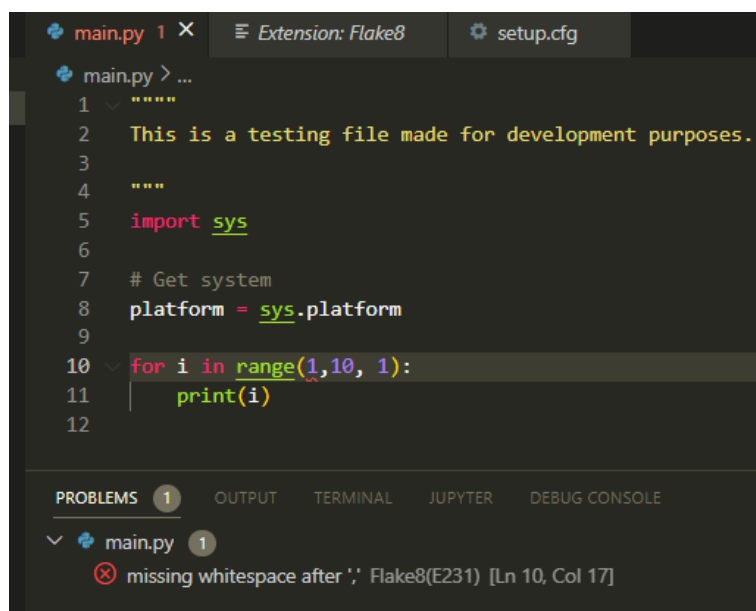 main.py 1 Extension: Flake8 setup.cfg
main.py > ...
1 """"
2 This is a testing file made for development purposes.
3
4 """
5 import sys
6
7 # Get system
8 platform = sys.platform
9
10 for i in range(1,10, 1):
11 print(i)
12
PROBLEMS 1 OUTPUT TERMINAL JUPYTER DEBUG CONSOLE
main.py 1
missing whitespace after ',' Flake8(E231) [Ln 10, Col 17]